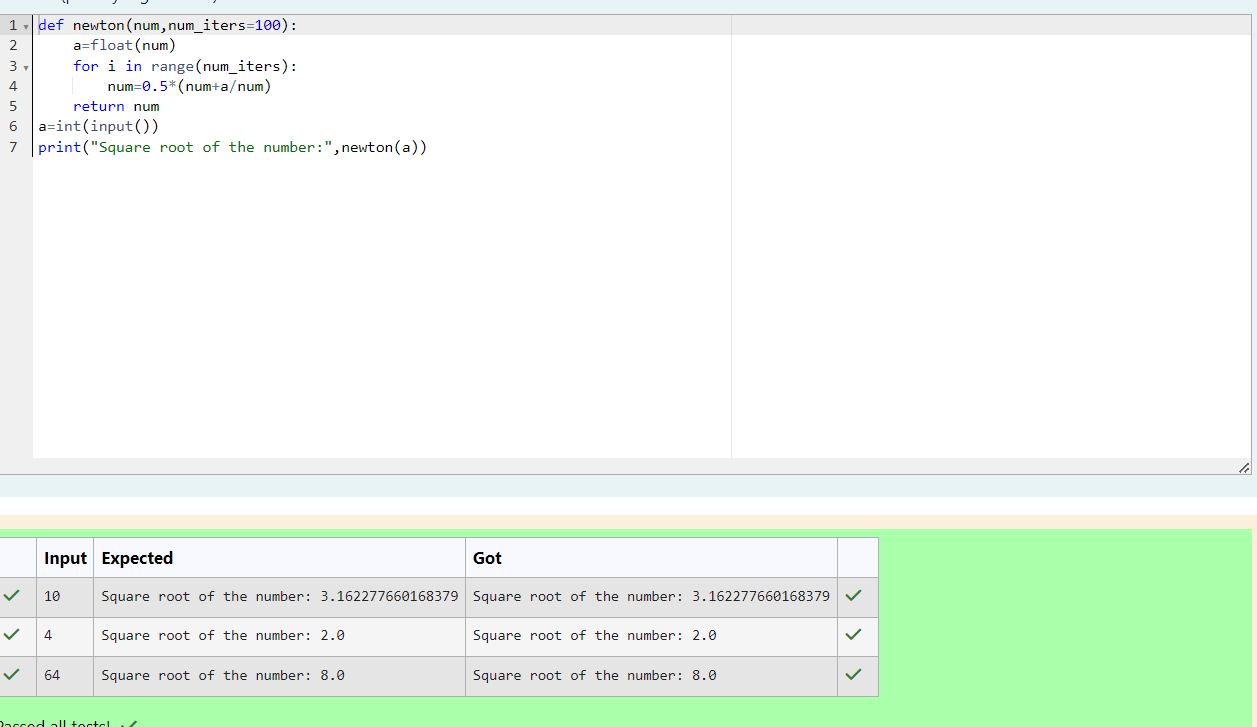 1 def newton(num,num_iters=100):
2 a=float(num)
3 for i in range(num_iters):
4 num=0.5*(num+a/num)
5 return num
6 a=int(input())
7 print("Square root of the number:",newton(a))
Input Expected Got
10 Square root of the number: 3.162277660168379 Square root of the number: 3.162277660168379
4 Square root of the number: 2.0 Square root of the number: 2.0
64 Square root of the number: 8.0 Square root of the number: 8.0
Passed all tests!